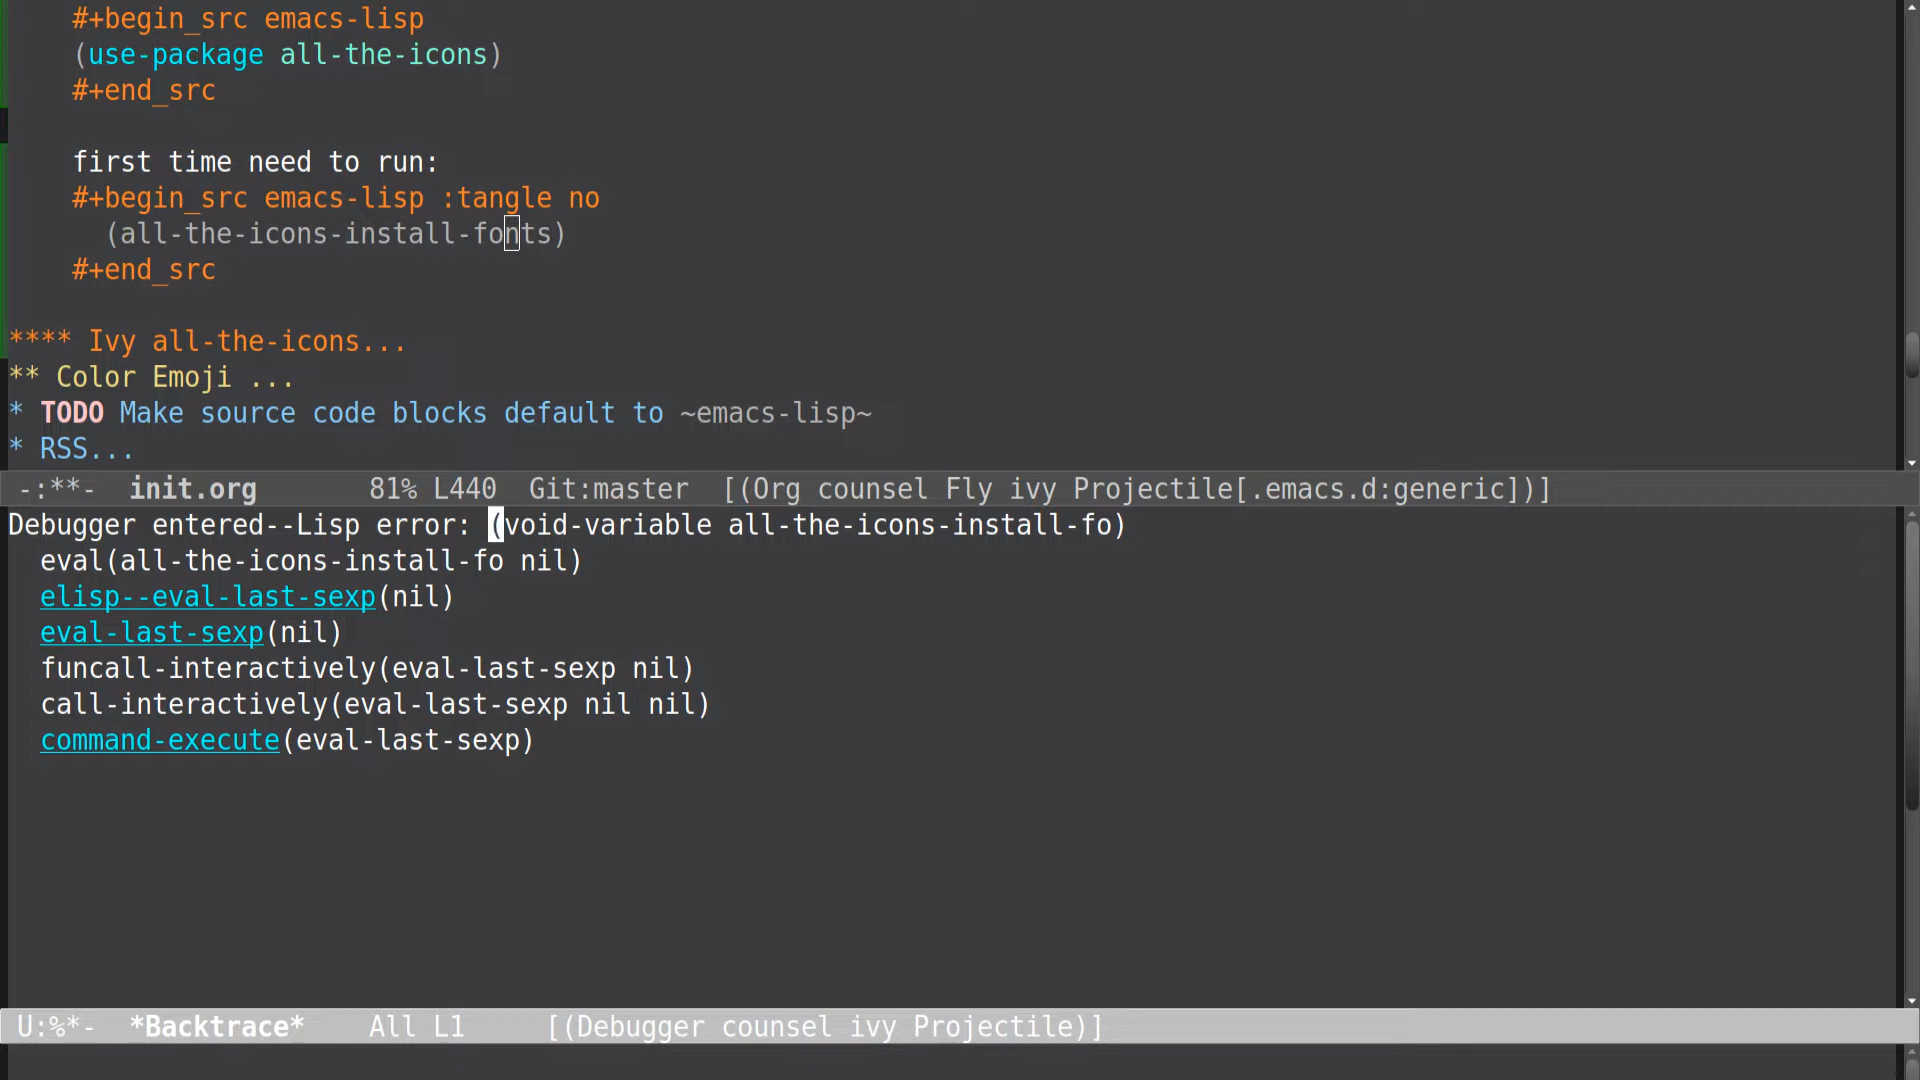 #+begin_src emacs-lisp
(use-package all-the-icons)
#+end_src
first time need to run:
#+begin_src emacs-lisp :tangle no
(all-the-icons-install-fonts)
#+end_src
**** Ivy all-the-icons...
** Color Emoji ...
* TODO Make source code blocks default to ~emacs-lisp~
* RSS...
-:**-  init.org       81% L440  Git:master  [(Org counsel Fly ivy Projectile[.emacs.d:generic])]
Debugger entered--Lisp error: (void-variable all-the-icons-install-fo)
  eval(all-the-icons-install-fo nil)
  elisp--eval-last-sexp(nil)
  eval-last-sexp(nil)
  funcall-interactively(eval-last-sexp nil)
  call-interactively(eval-last-sexp nil nil)
  command-execute(eval-last-sexp)
U:%*-  *Backtrace*    All L1     [(Debugger counsel ivy Projectile)]